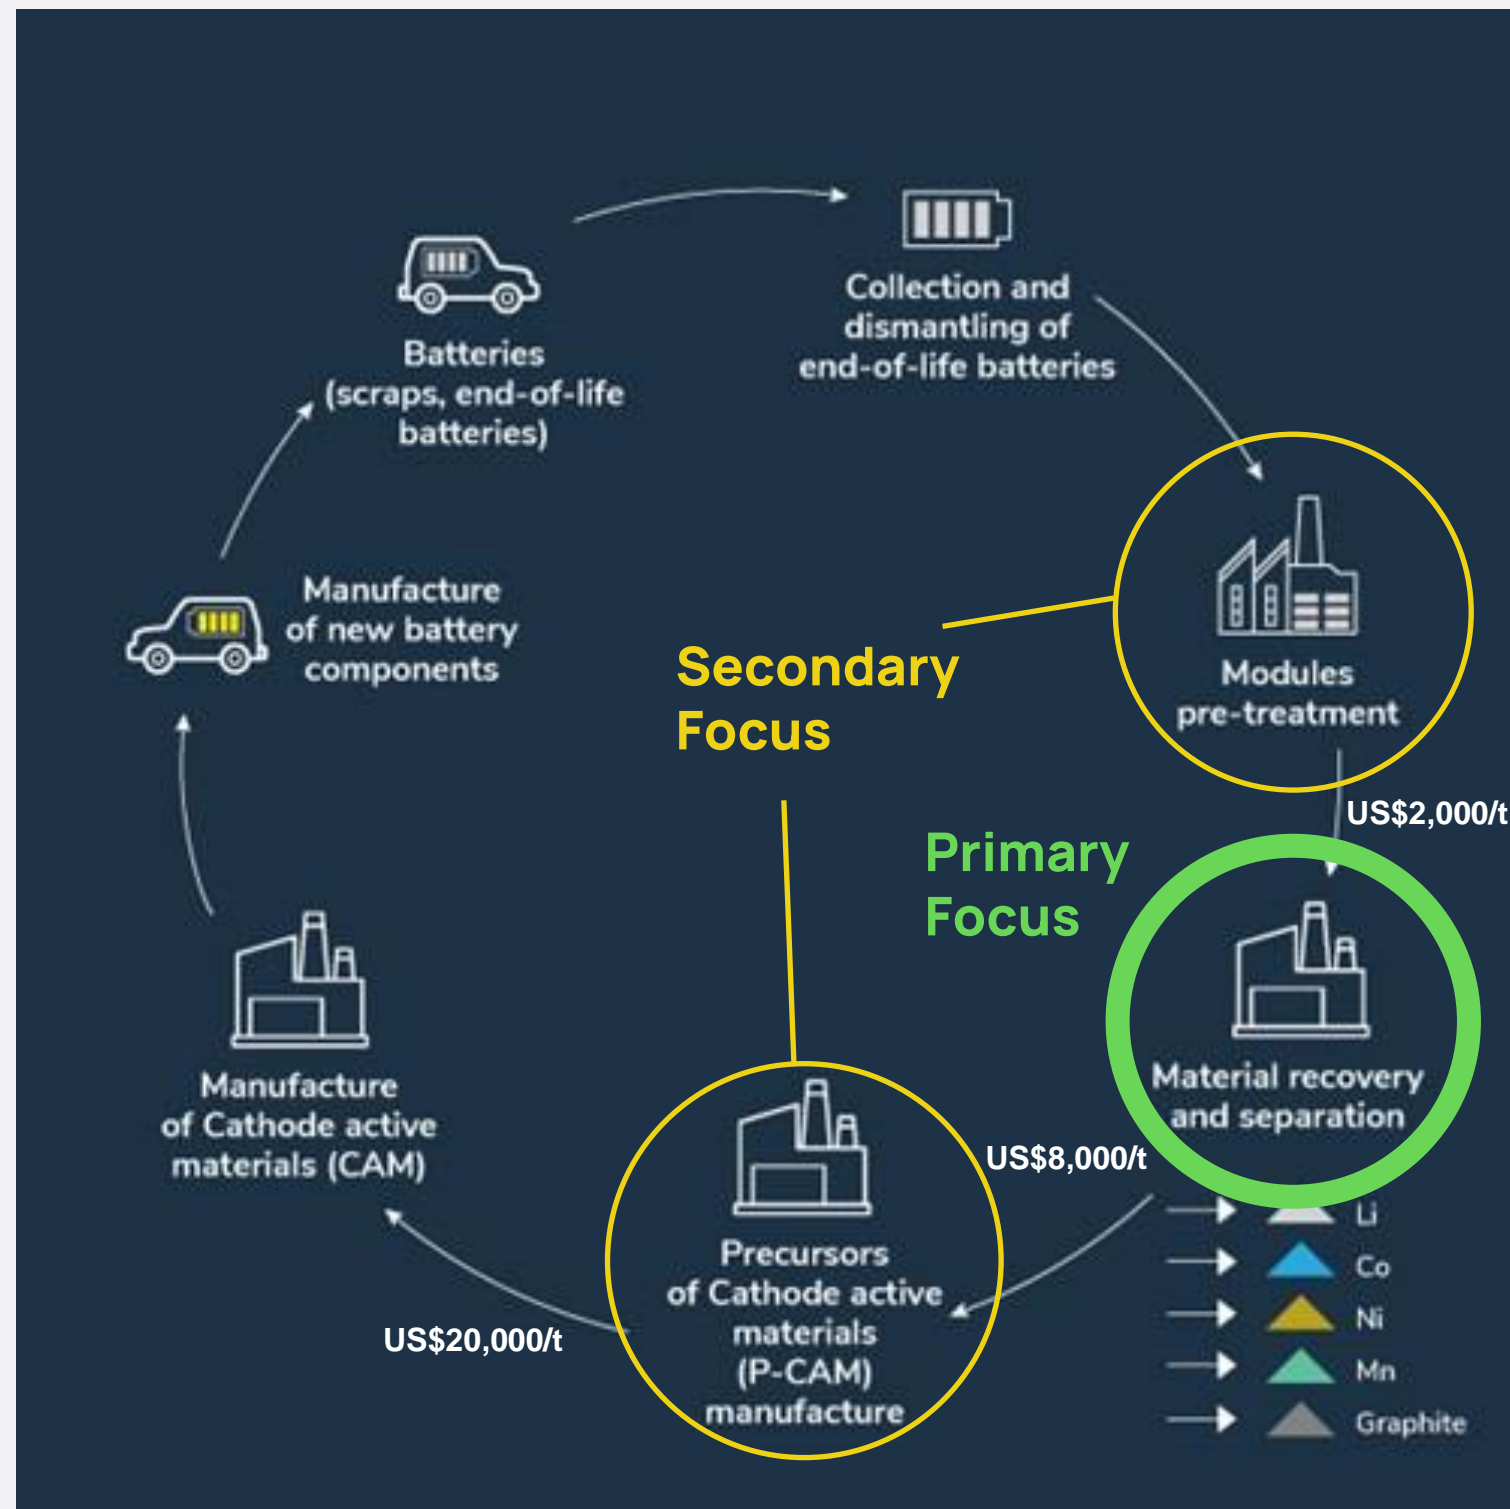 Batteries
(scraps, end-of-life
batteries)
Collection and
dismantling of
end-of-life batteries
Modules
pre-treatment
US$2,000/t
Secondary
Focus
Primary
Focus
Material recovery
and separation
Li
Co
Ni
Mn
Graphite
US$8,000/t
Precursors
of Cathode active
materials
(P-CAM)
manufacture
US$20,000/t
Manufacture
of Cathode active
materials (CAM)
Manufacture
of new battery
components